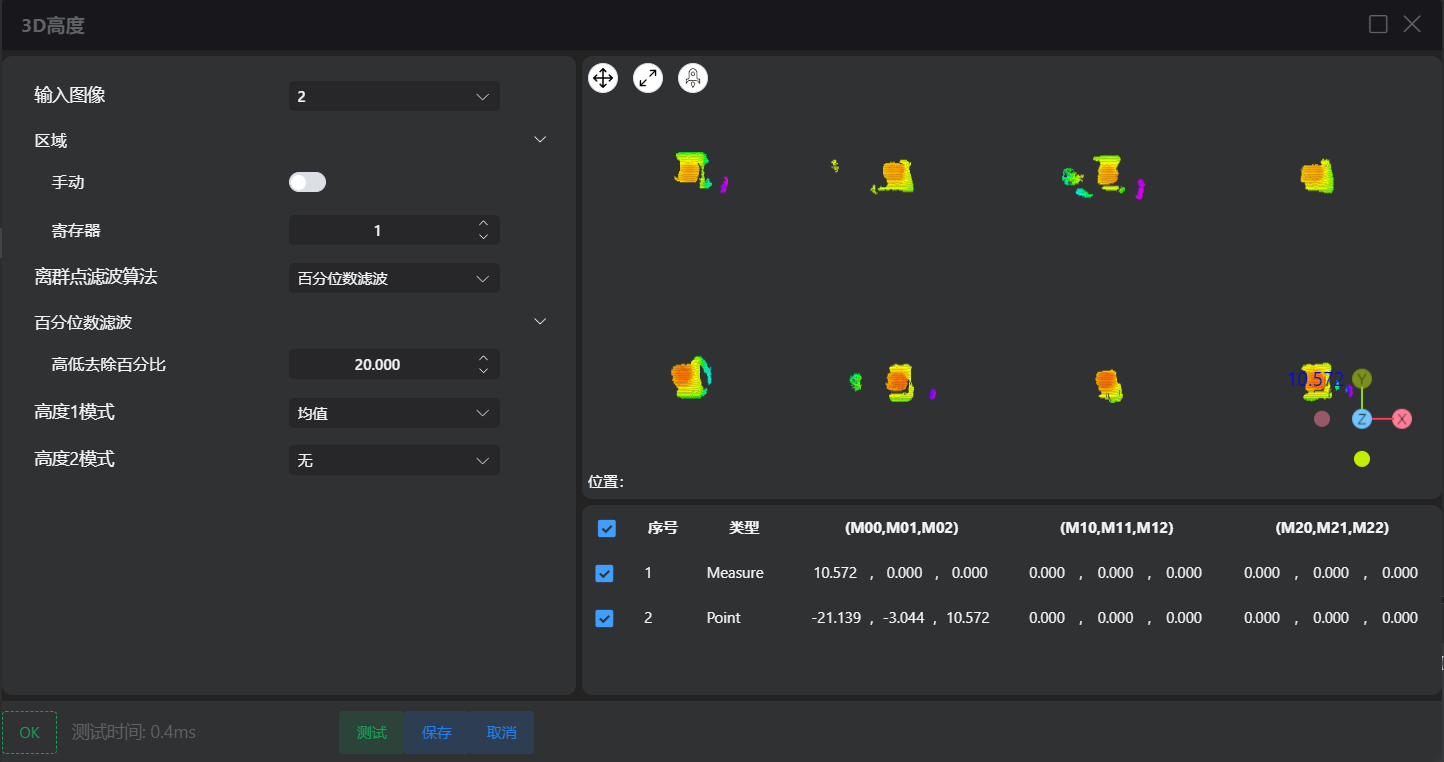 3D高度
输入图像 2
区域
手动
寄存器 1
离群点滤波算法 百分位数滤波
百分位数滤波
高低去除百分比 20.000
高度1模式 均值
高度2模式 无
10.572
Y
Z X
位置:
序号 类型 (M00,M01,M02) (M10,M11,M12) (M20,M21,M22)
1 Measure 10.572 , 0.000 , 0.000 0.000 , 0.000 , 0.000 0.000 , 0.000 , 0.000
2 Point -21.139 , -3.044 , 10.572 0.000 , 0.000 , 0.000 0.000 , 0.000 , 0.000
OK 测试时间: 0.4ms 测试 保存 取消